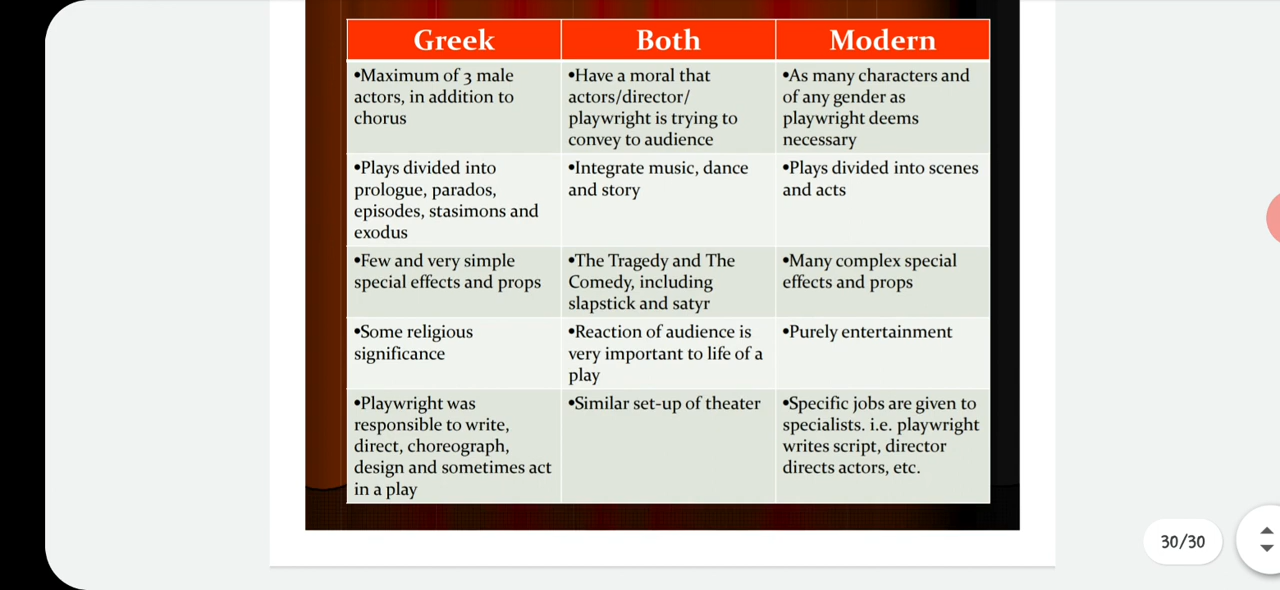 Greek
Both
Modern
•Maximum of 3 male
actors, in addition to
chorus
•Have a moral that
actors/director/
playwright is trying to
convey to audience
•As many characters and
of any gender as
playwright deems
necessary
•Plays divided into
prologue, parados,
episodes, stasimons and
exodus
•Integrate music, dance
and story
•Plays divided into scenes
and acts
•Few and very simple
special effects and props
•The Tragedy and The
Comedy, including
slapstick and satyr
•Many complex special
effects and props
•Some religious
significance
•Reaction of audience is
very important to life of a
play
•Purely entertainment
•Playwright was
responsible to write,
direct, choreograph,
design and sometimes act
in a play
•Similar set-up of theater
•Specific jobs are given to
specialists. i.e. playwright
writes script, director
directs actors, etc.
30/30